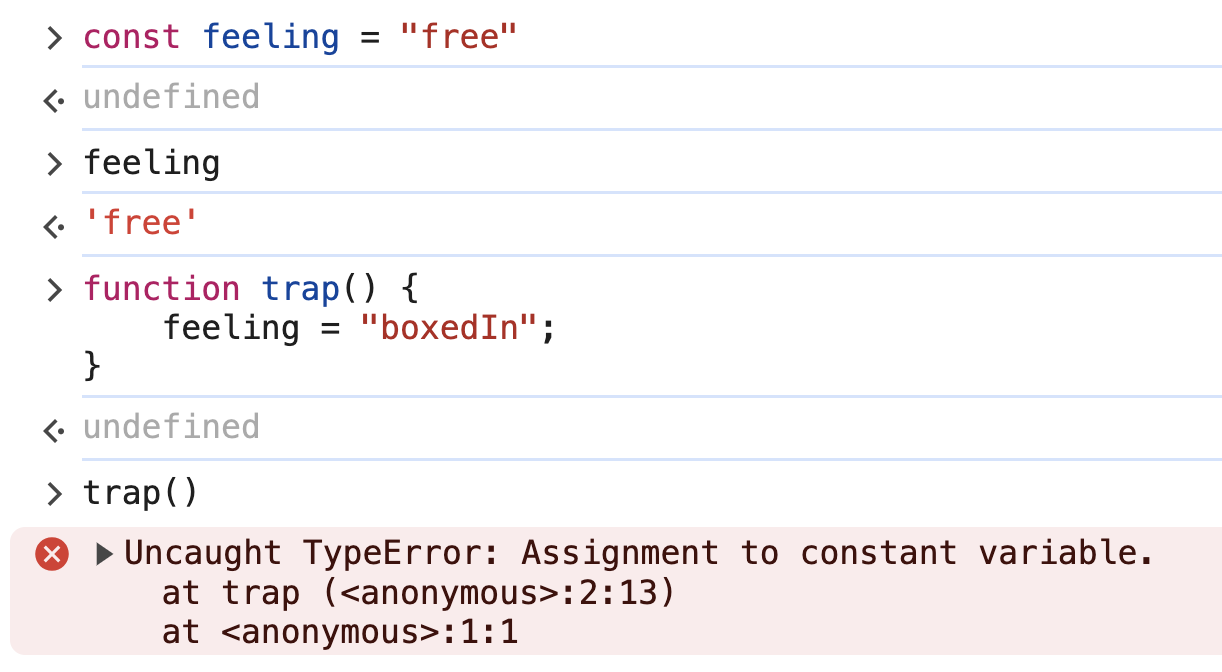 > const feeling = "free"
undefined
> feeling
'free'
> function trap() {
    feeling = "boxedIn";
}
undefined
> trap()
Uncaught TypeError: Assignment to constant variable.
    at trap (<anonymous>:2:13)
    at <anonymous>:1:1